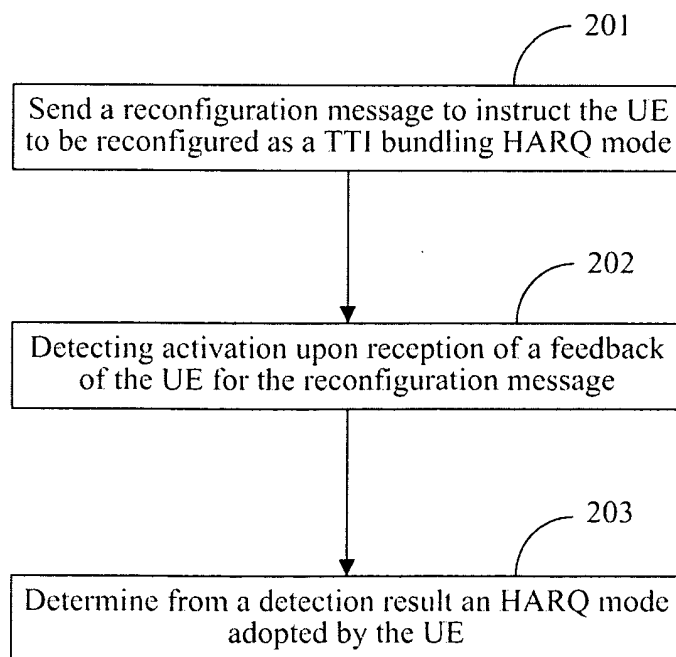 201
Send a reconfiguration message to instruct the UE
to be reconfigured as a TTI bundling HARQ mode
202
Detecting activation upon reception of a feedback
of the UE for the reconfiguration message
203
Determine from a detection result an HARQ mode
adopted by the UE